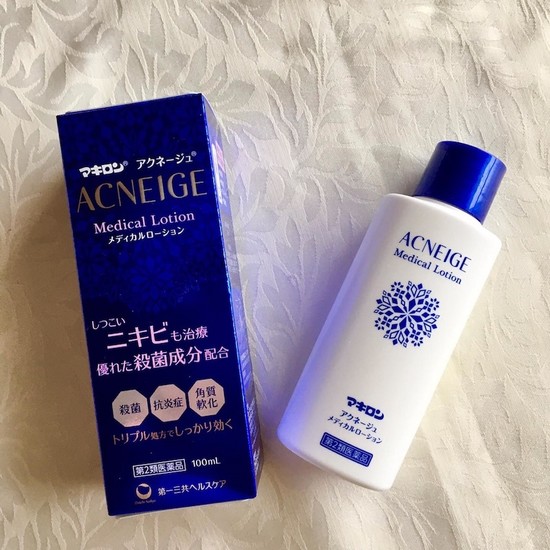 マキロン® アクネージュ®
ACNEIGE
Medical Lotion
メディカルローション
しつこい
ニキビも治療
優れた殺菌成分配合
殺菌
抗炎症
角質
軟化
トリプル処方でしっかり効く
第2類医薬品 100mL
第一三共ヘルスケア
ACNEIGE
Medical Lotion
マキロン
アクネージュ
メディカルローション
第2類医薬品